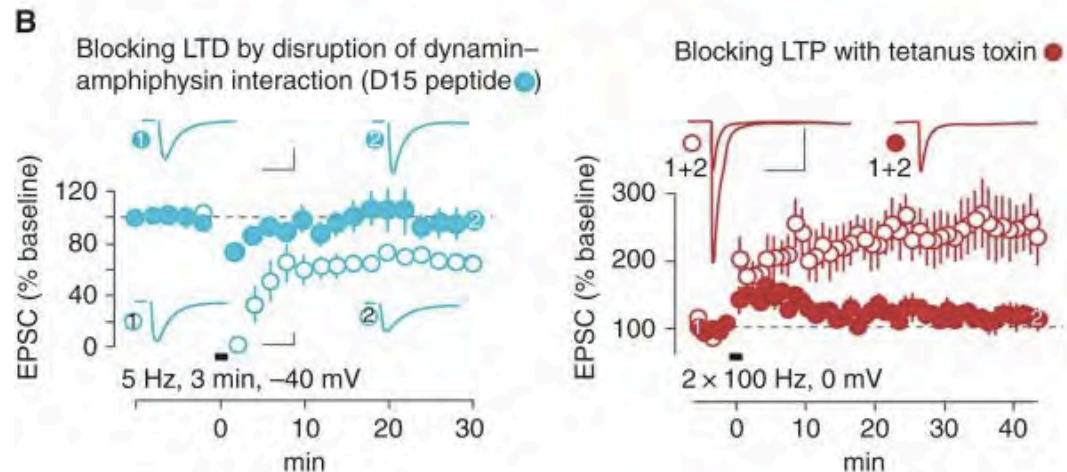 B
Blocking LTD by disruption of dynamin–
amphiphysin interaction (D15 peptide )
1
2
120
80
40
0
EPSC (% baseline)
2
1
2
5 Hz, 3 min, –40 mV
0
10
20
30
min
Blocking LTP with tetanus toxin
1+2
1+2
300
200
100
EPSC (% baseline)
1
2
2 × 100 Hz, 0 mV
0
10
20
30
40
min